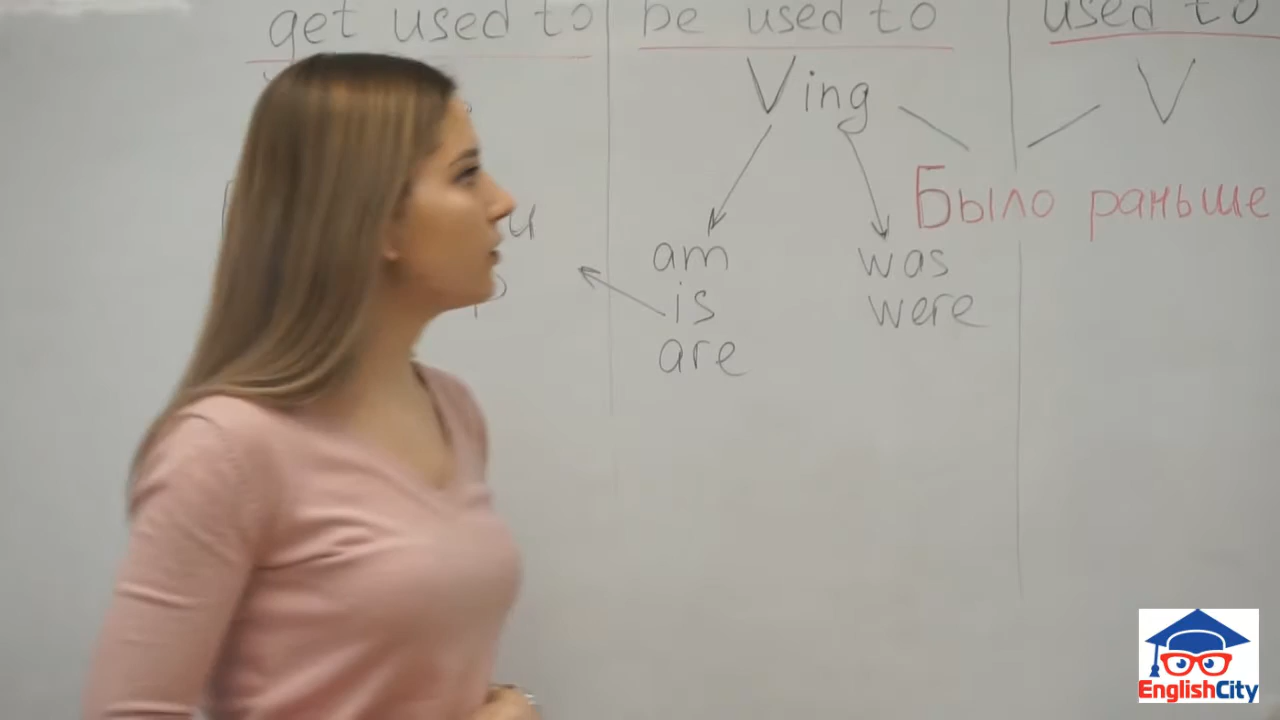 get used to
be used to
used to
Ving
V
Было раньше
am
is
are
was
were
EnglishCity